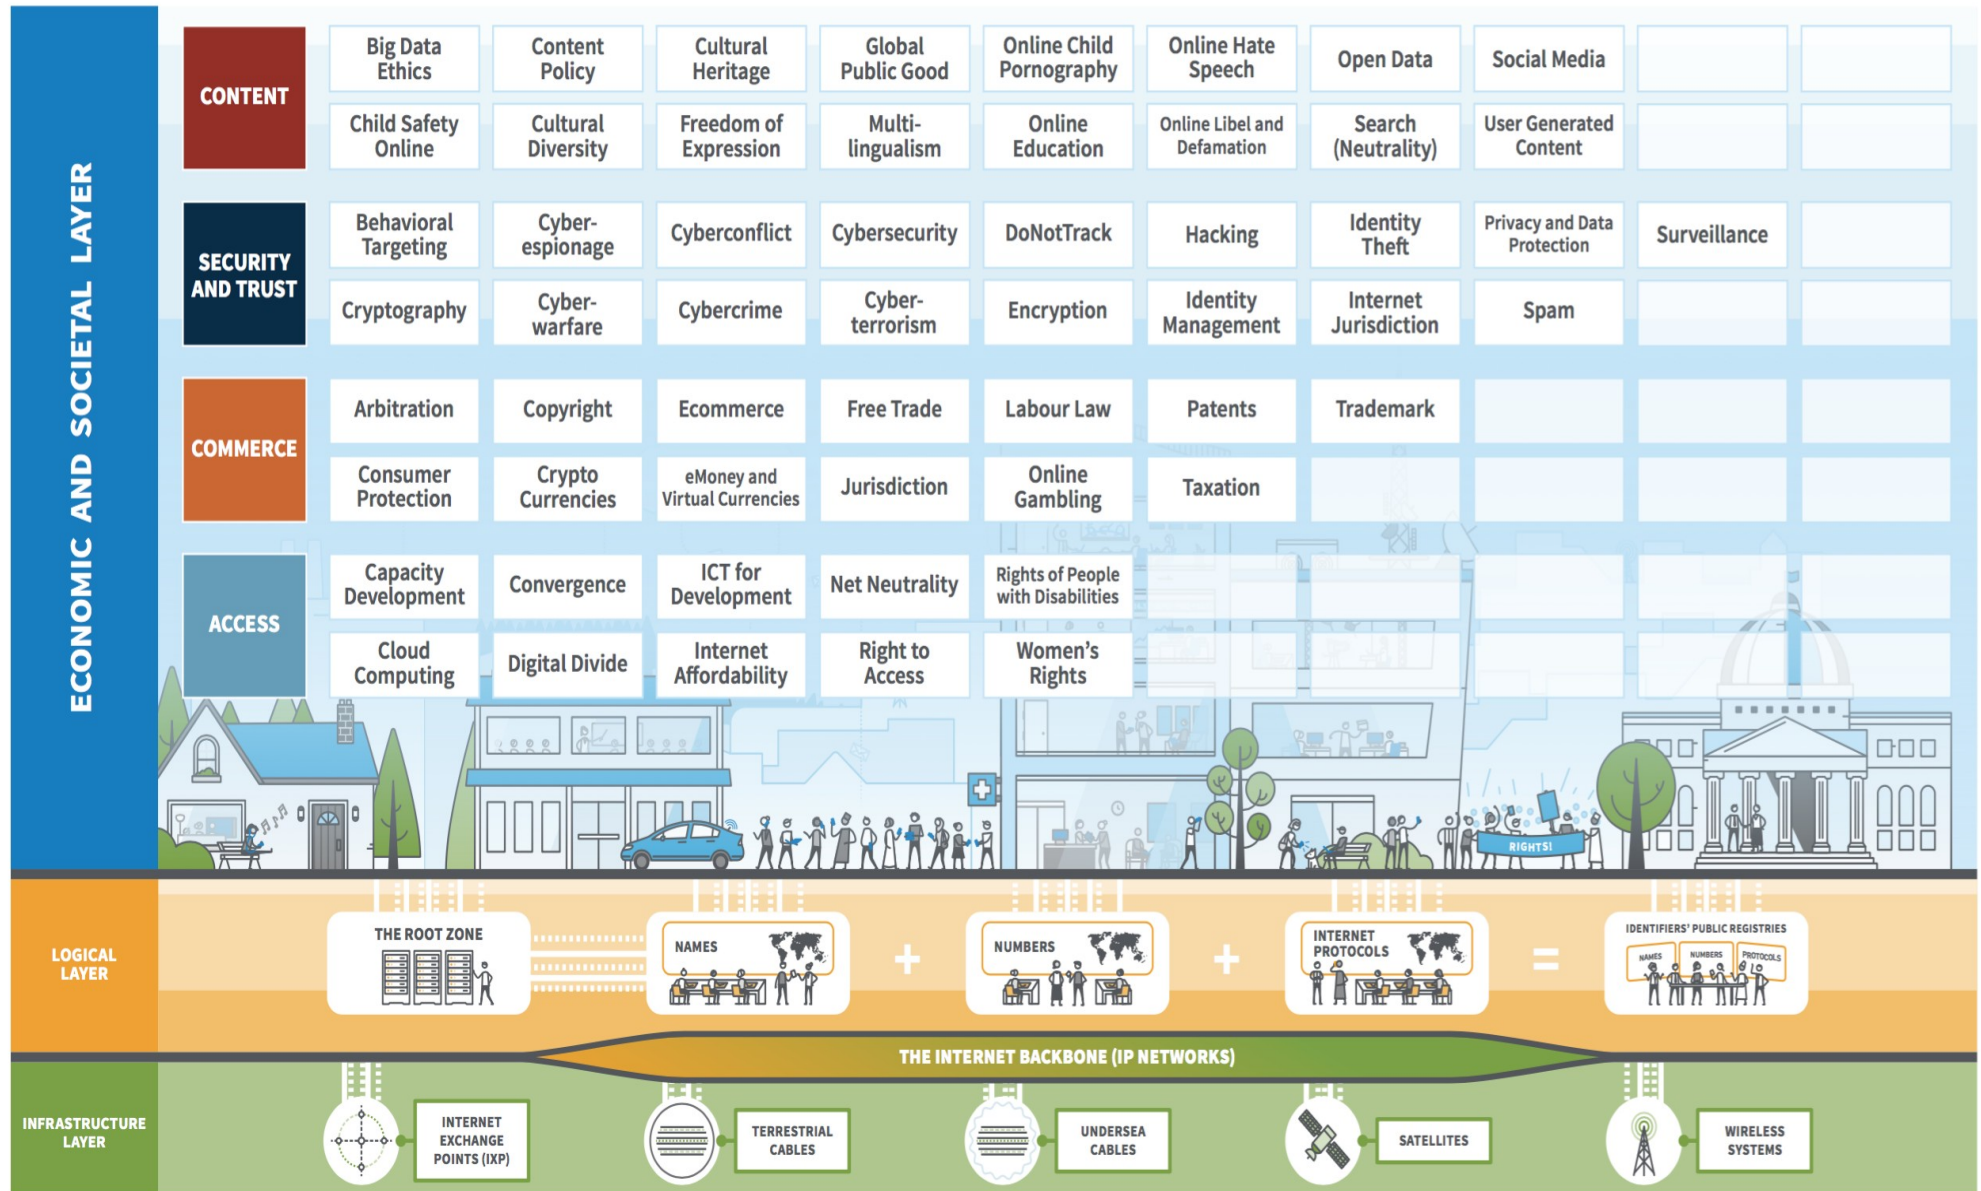 ECONOMIC AND SOCIETAL LAYER
CONTENT
Big Data
Ethics
Content
Policy
Cultural
Heritage
Global
Public Good
Online Child
Pornography
Online Hate
Speech
Open Data
Social Media
Child Safety
Online
Cultural
Diversity
Freedom of
Expression
Multi-
lingualism
Online
Education
Online Libel and
Defamation
Search
(Neutrality)
User Generated
Content
SECURITY
AND TRUST
Behavioral
Targeting
Cyber-
espionage
Cyberconflict
Cybersecurity
DoNotTrack
Hacking
Identity
Theft
Privacy and Data
Protection
Surveillance
Cryptography
Cyber-
warfare
Cybercrime
Cyber-
terrorism
Encryption
Identity
Management
Internet
Jurisdiction
Spam
COMMERCE
Arbitration
Copyright
Ecommerce
Free Trade
Labour Law
Patents
Trademark
Consumer
Protection
Crypto
Currencies
eMoney and
Virtual Currencies
Jurisdiction
Online
Gambling
Taxation
ACCESS
Capacity
Development
Convergence
ICT for
Development
Net Neutrality
Rights of People
with Disabilities
Cloud
Computing
Digital Divide
Internet
Affordability
Right to
Access
Women's
Rights
RIGHTS!
LOGICAL
LAYER
THE ROOT ZONE
NAMES
+
NUMBERS
+
INTERNET
PROTOCOLS
=
IDENTIFIERS' PUBLIC REGISTRIES
NAMES
NUMBERS
PROTOCOLS
THE INTERNET BACKBONE (IP NETWORKS)
INFRASTRUCTURE
LAYER
INTERNET
EXCHANGE
POINTS (IXP)
TERRESTRIAL
CABLES
UNDERSEA
CABLES
SATELLITES
WIRELESS
SYSTEMS